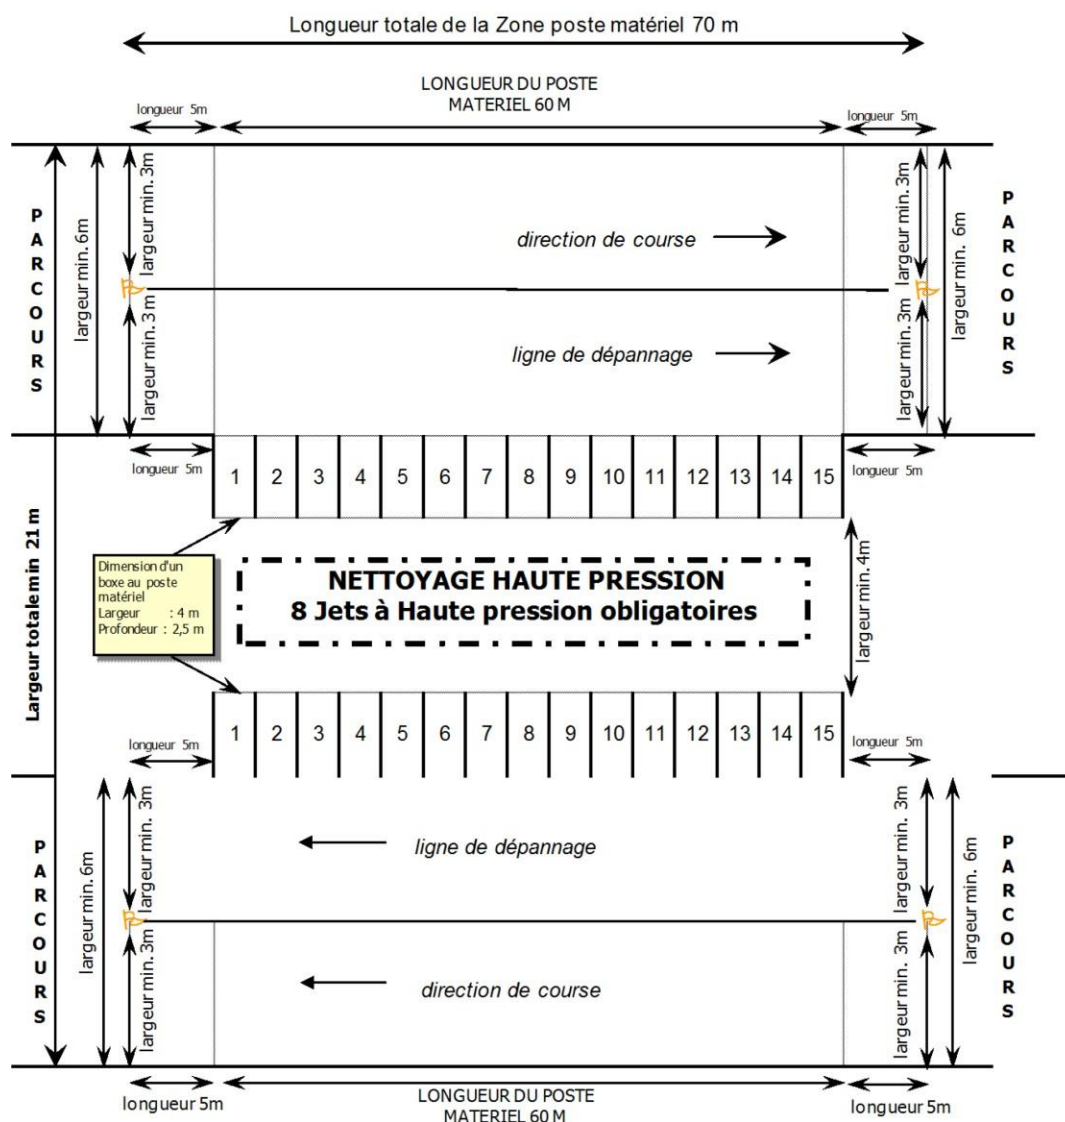 Longueur totale de la Zone poste matériel 70 m
LONGUEUR DU POSTE
MATERIEL 60 M
longueur 5m
longueur 5m
PARCOURS
largeur min. 6m
largeur min. 3m
largeur min. 3 m
direction de course
ligne de dépannage
largeur min. 3m
largeur min. 3m
largeur min. 6m
PARCOURS
longueur 5m
longueur 5m
1 2 3 4 5 6 7 8 9 10 11 12 13 14 15
Largeur totale min 21 m
Dimension d'un
boxe au poste
matériel
Largeur : 4 m
Profondeur : 2,5 m
NETTOYAGE HAUTE PRESSION
8 Jets à Haute pression obligatoires
largeur min. 4m
1 2 3 4 5 6 7 8 9 10 11 12 13 14 15
longueur 5m
longueur 5m
PARCOURS
largeur min. 6m
largeur min. 3m
largeur min. 3m
ligne de dépannage
direction de course
largeur min. 3m
largeur min. 3m
largeur min. 6m
PARCOURS
longueur 5m
LONGUEUR DU POSTE
MATERIEL 60 M
longueur 5m